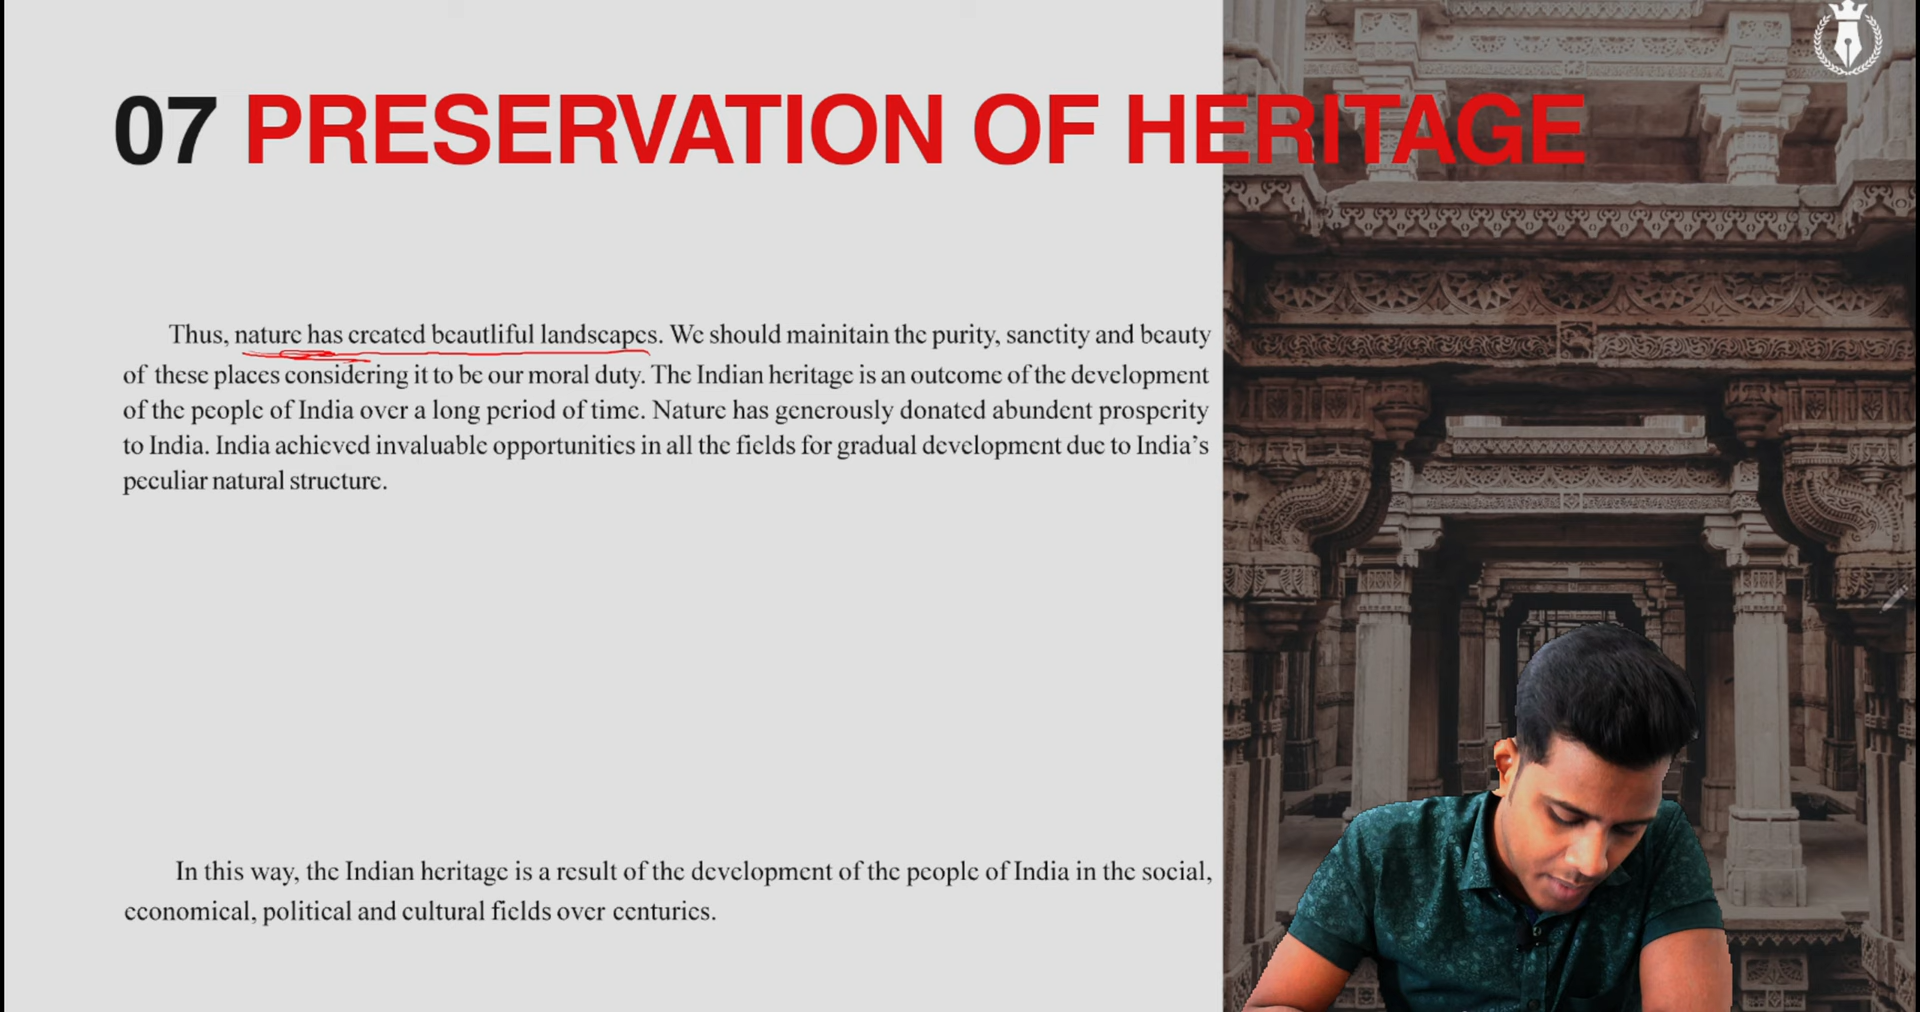 07 PRESERVATION OF HERITAGE
Thus, nature has created beautliful landscapes. We should mainitain the purity, sanctity and beauty
of these places considering it to be our moral duty. The Indian heritage is an outcome of the development
of the people of India over a long period of time. Nature has generously donated abundent prosperity
to India. India achieved invaluable opportunities in all the fields for gradual development due to India’s
peculiar natural structure.
In this way, the Indian heritage is a result of the development of the people of India in the social,
economical, political and cultural fields over centuries.